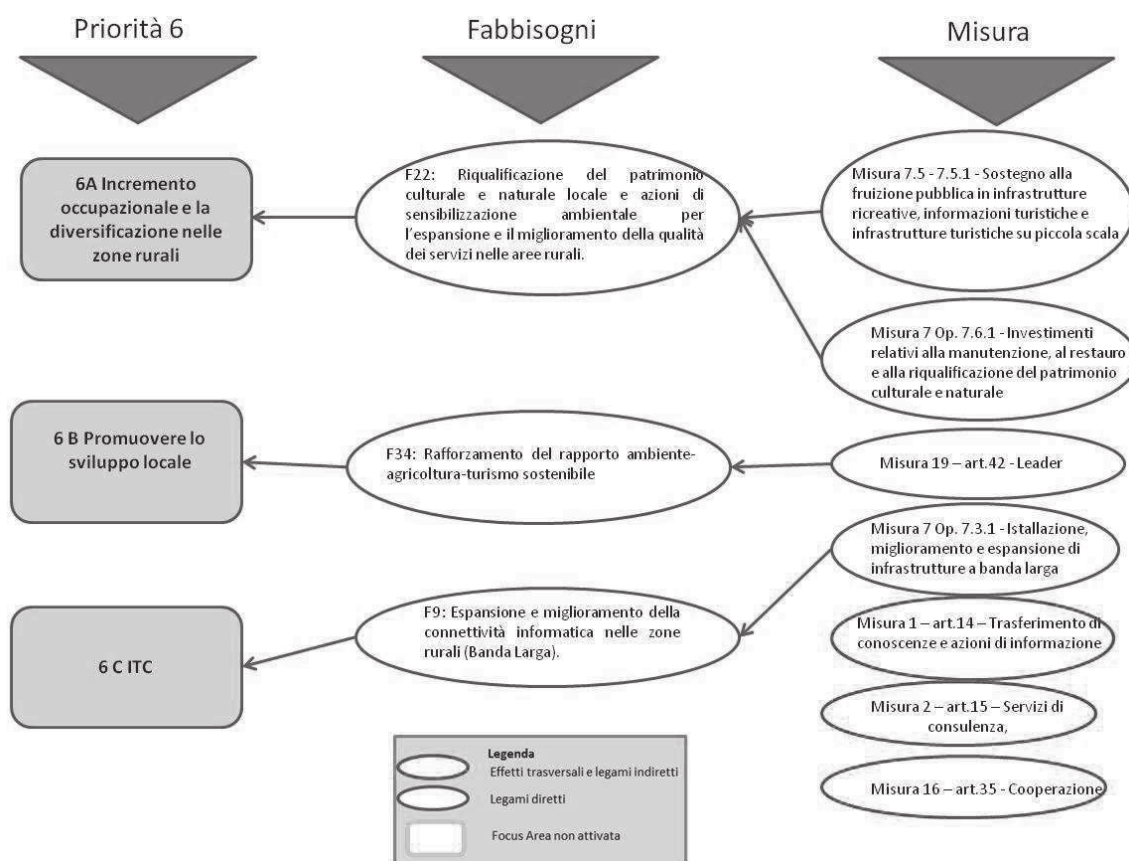 Priorità 6
Fabbisogni
Misura
6A Incremento
occupazionale e la
diversificazione nelle
zone rurali
F22: Riqualificazione del patrimonio
culturale e naturale locale e azioni di
sensibilizzazione ambientale per
l'espansione e il miglioramento della qualità
dei servizi nelle aree rurali.
Misura 7.5 - 7.5.1 - Sostegno alla
fruizione pubblica in infrastrutture
ricreative, informazioni turistiche e
infrastrutture turistiche su piccola scala
Misura 7 Op. 7.6.1 - Investimenti
relativi alla manutenzione, al restauro
e alla riqualificazione del patrimonio
culturale e naturale
6 B Promuovere lo
sviluppo locale
F34: Rafforzamento del rapporto ambiente-
agricoltura-turismo sostenibile
Misura 19 – art.42 - Leader
Misura 7 Op. 7.3.1 - Istallazione,
miglioramento e espansione di
infrastrutture a banda larga
6 C ITC
F9: Espansione e miglioramento della
connettività informatica nelle zone
rurali (Banda Larga).
Misura 1 – art.14 – Trasferimento di
conoscenze e azioni di informazione
Misura 2 – art.15 – Servizi di
consulenza,
Misura 16 – art.35 - Cooperazione
Legenda
Effetti trasversali e legami indiretti
Legami diretti
Focus Area non attivata